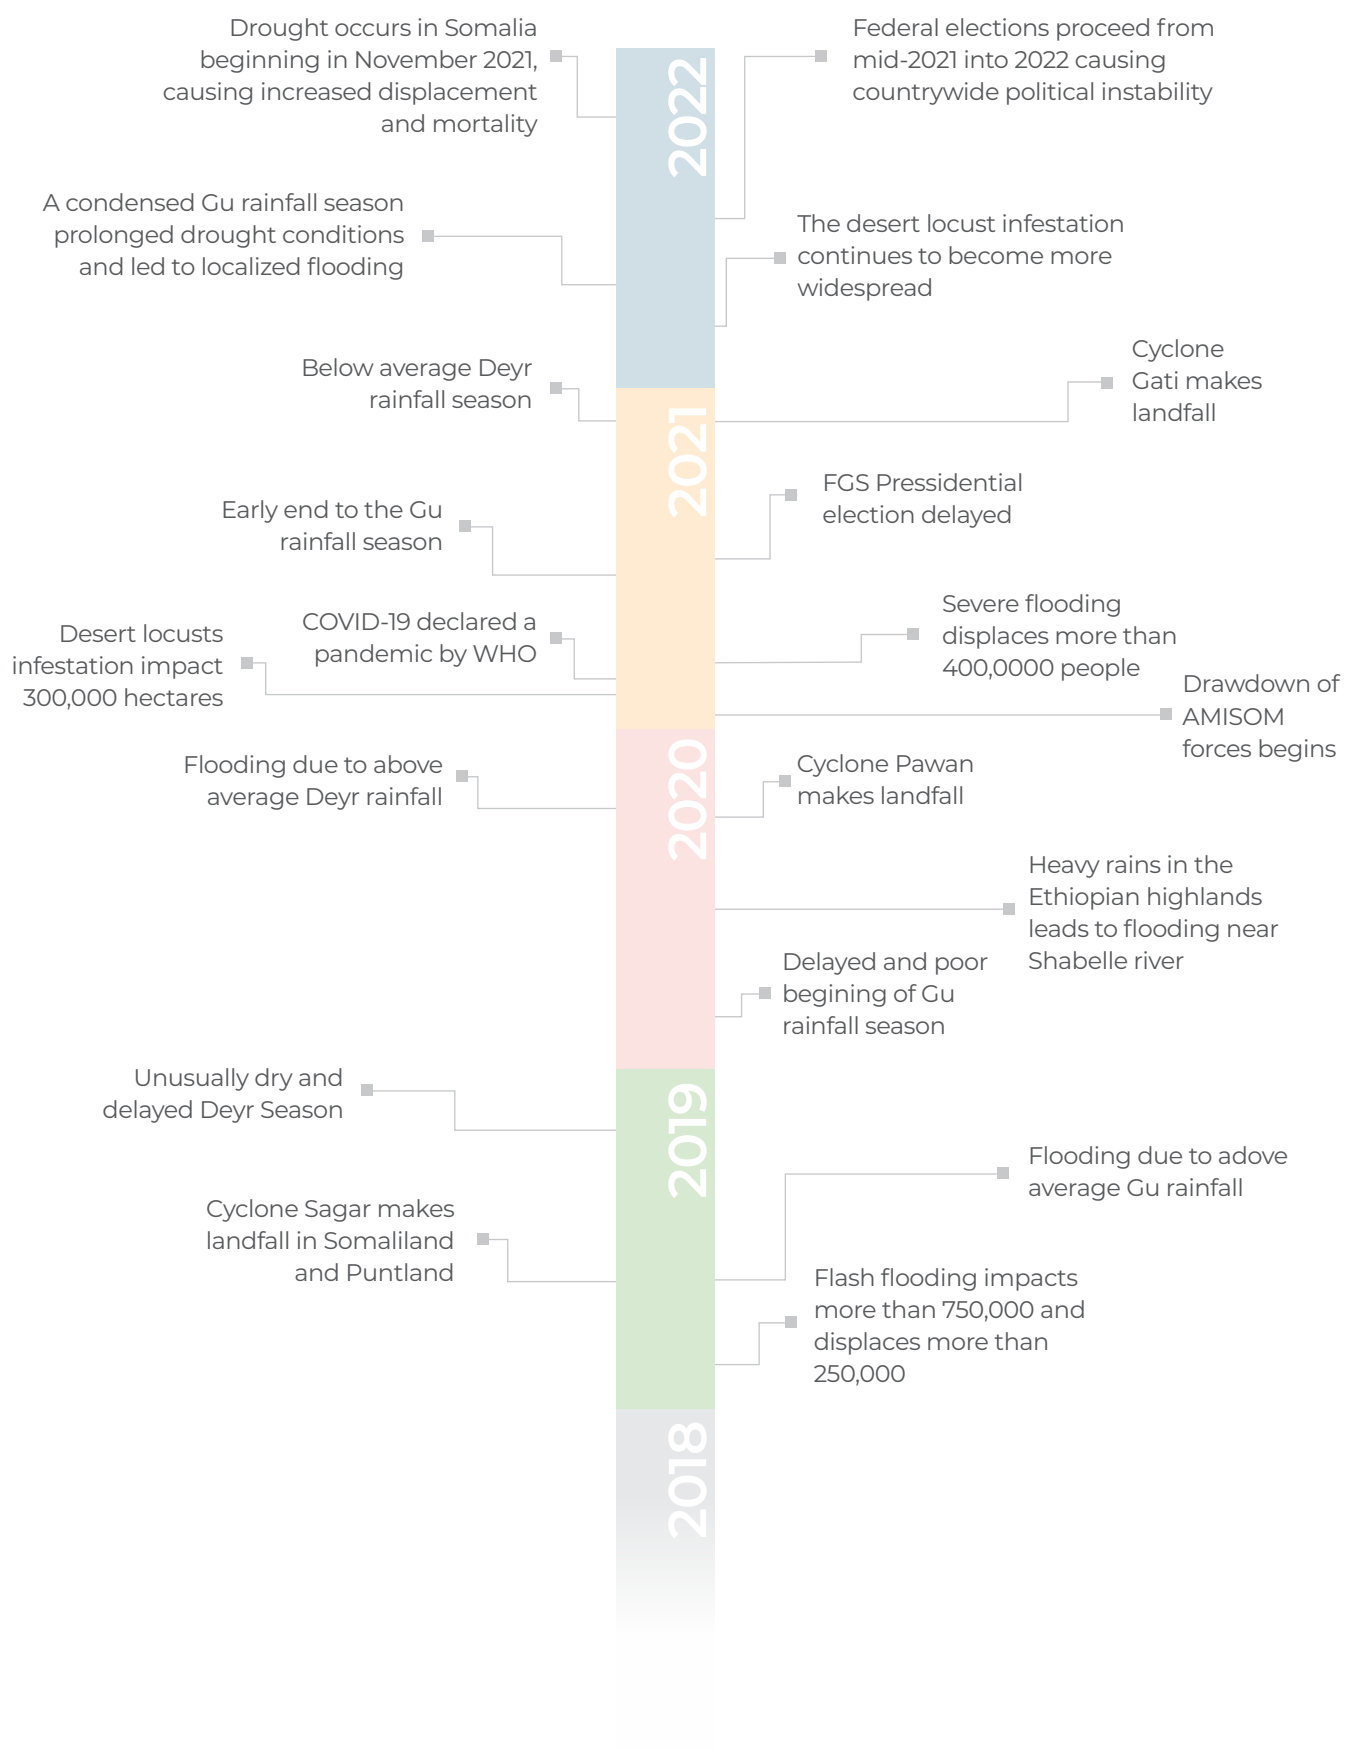 Drought occurs in Somalia
beginning in November 2021,
causing increased displacement
and mortality
Federal elections proceed from
mid-2021 into 2022 causing
countrywide political instability
2022
A condensed Gu rainfall season
prolonged drought conditions
and led to localized flooding
The desert locust infestation
continues to become more
widespread
Below average Deyr
rainfall season
Cyclone
Gati makes
landfall
2021
Early end to the Gu
rainfall season
FGS Pressidential
election delayed
COVID-19 declared a
pandemic by WHO
Desert locusts
infestation impact
300,000 hectares
Severe flooding
displaces more than
400,0000 people
Drawdown of
AMISOM
forces begins
2020
Flooding due to above
average Deyr rainfall
Cyclone Pawan
makes landfall
Heavy rains in the
Ethiopian highlands
leads to flooding near
Shabelle river
Delayed and poor
begining of Gu
rainfall season
2019
Unusually dry and
delayed Deyr Season
Flooding due to adove
average Gu rainfall
Cyclone Sagar makes
landfall in Somaliland
and Puntland
Flash flooding impacts
more than 750,000 and
displaces more than
250,000
2018